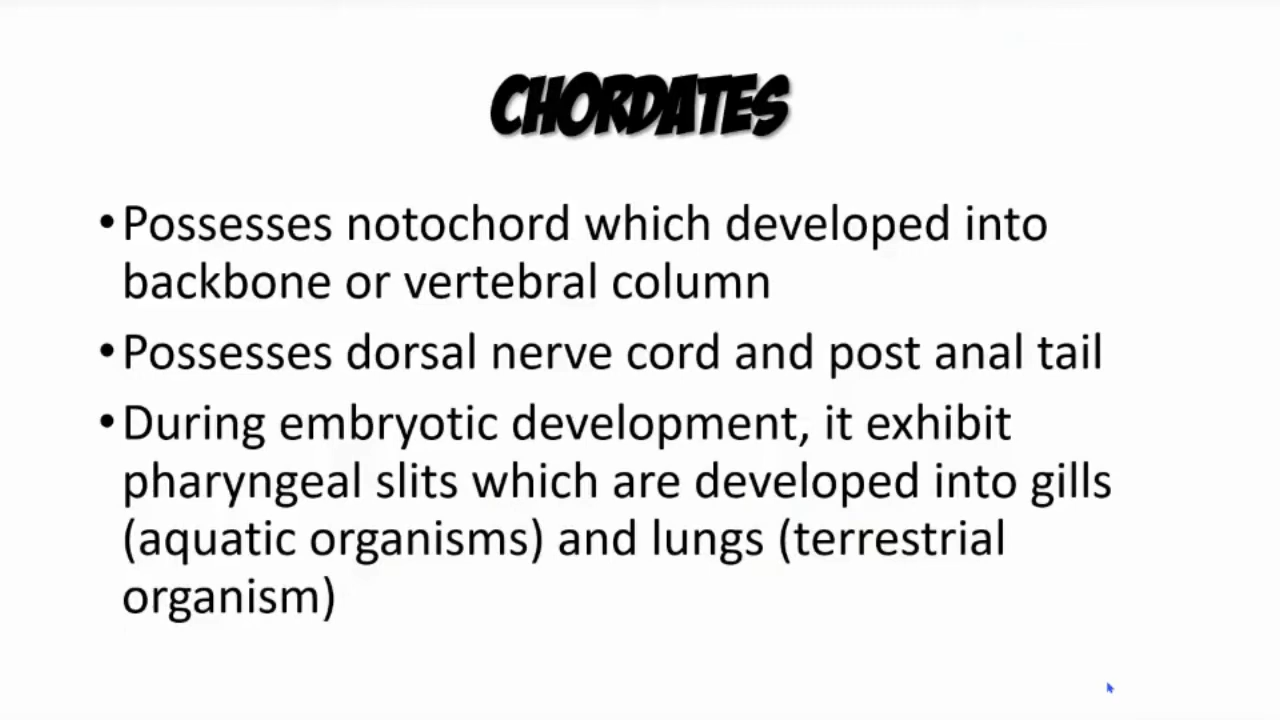 CHORDATES
•Possesses notochord which developed into
backbone or vertebral column
•Possesses dorsal nerve cord and post anal tail
•During embryotic development, it exhibit
pharyngeal slits which are developed into gills
(aquatic organisms) and lungs (terrestrial
organism)